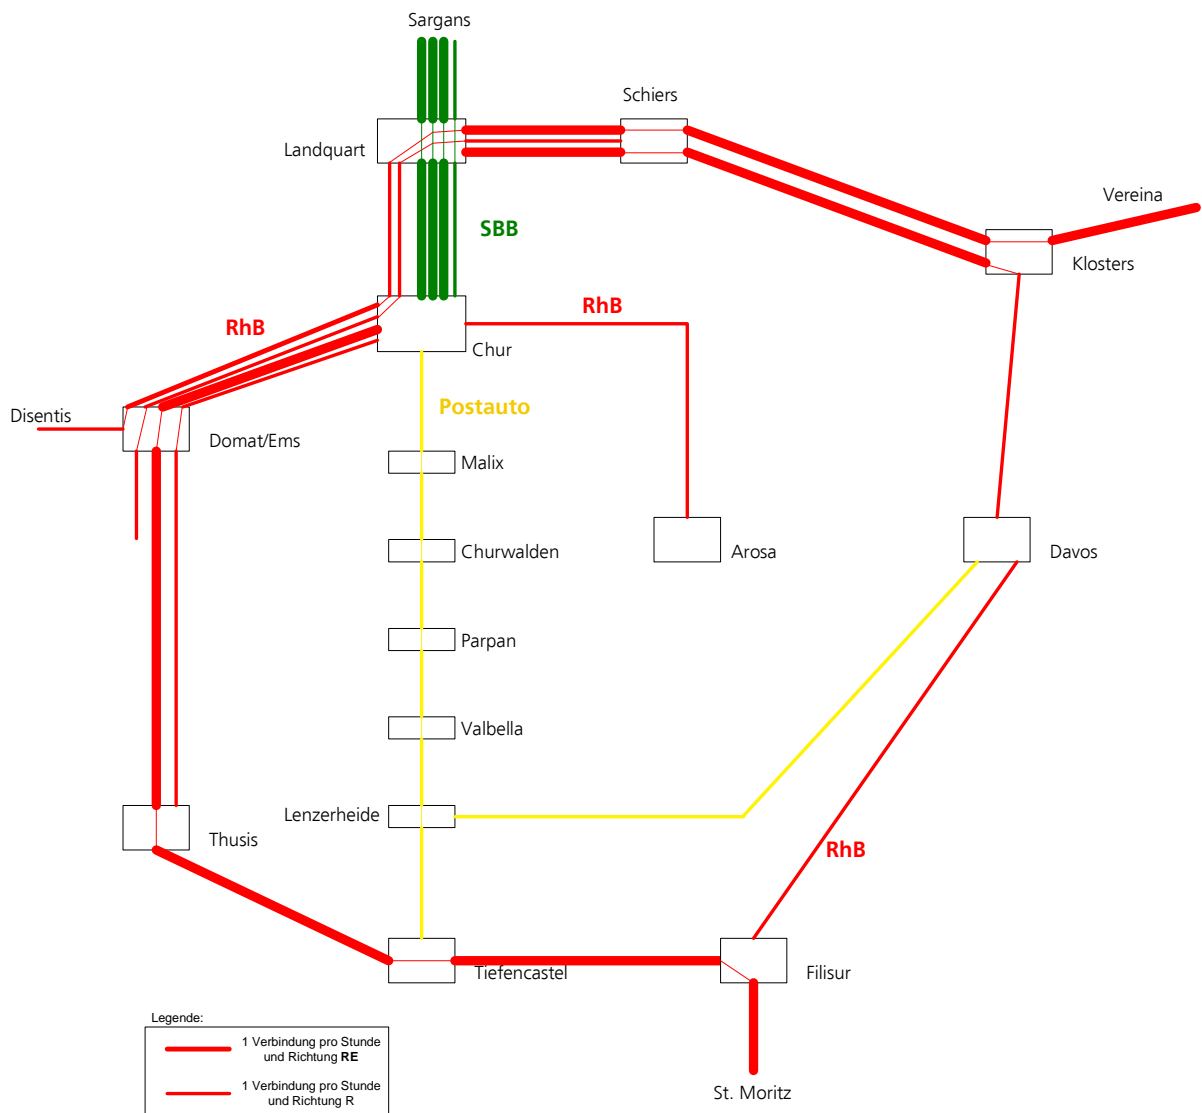 Sargans
Schiers
Landquart
Vereina
SBB
Klosters
RhB
RhB
Chur
Postauto
Disentis
Domat/Ems
Malix
Churwalden
Arosa
Davos
Parpan
Valbella
Lenzerheide
Thusis
RhB
Tiefencastel
Filisur
Legende:
1 Verbindung pro Stunde
und Richtung RE
1 Verbindung pro Stunde
und Richtung R
St. Moritz